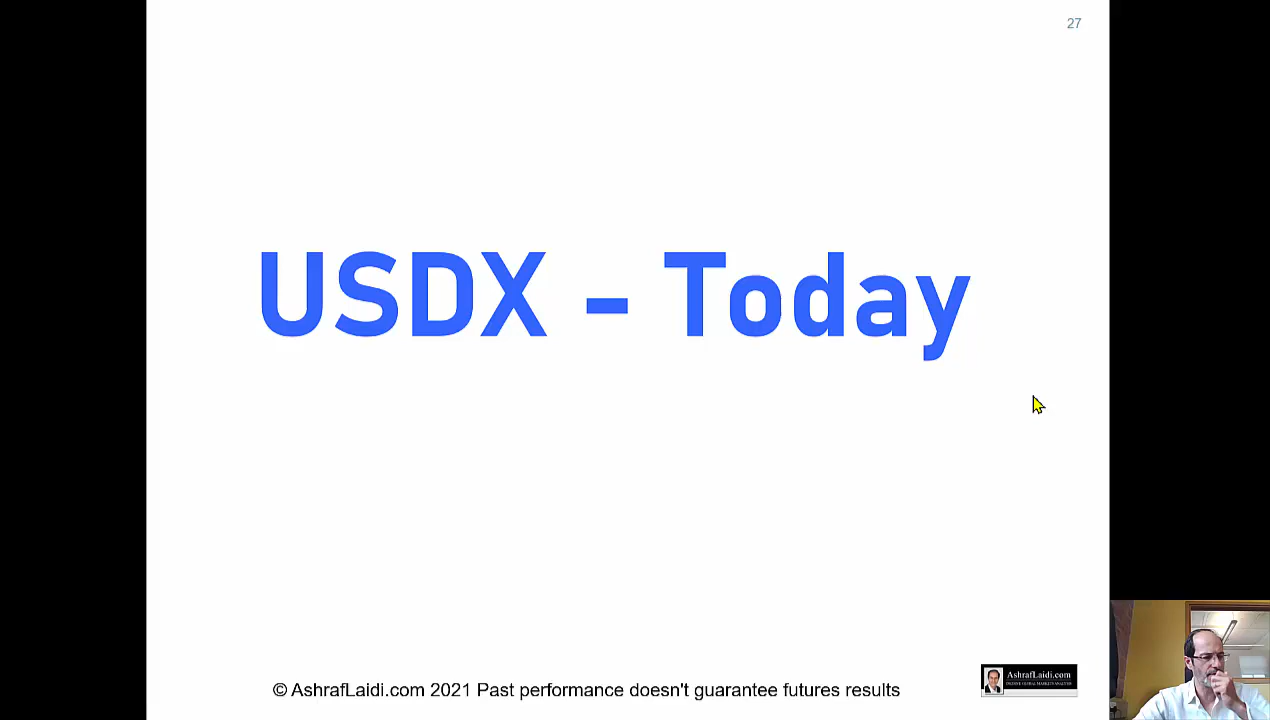 27
USDX - Today
© AshrafLaidi.com 2021 Past performance doesn't guarantee futures results
AshrafLaidi.com